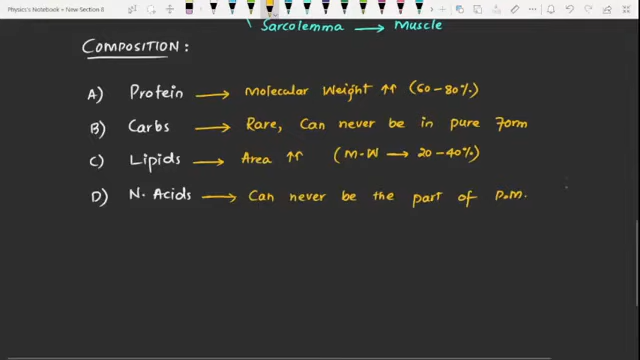 Physics's Notebook » New Section 6
Sarcolemma → Muscle
COMPOSITION :
A) Protein → Molecular Weight ↑↑ (60 – 80%)
B) Carbs → Rare, Can never be in pure form
C) Lipids → Area ↑↑ (M.W → 20 – 40%)
D) N. Acids → Can never be the part of P.M.